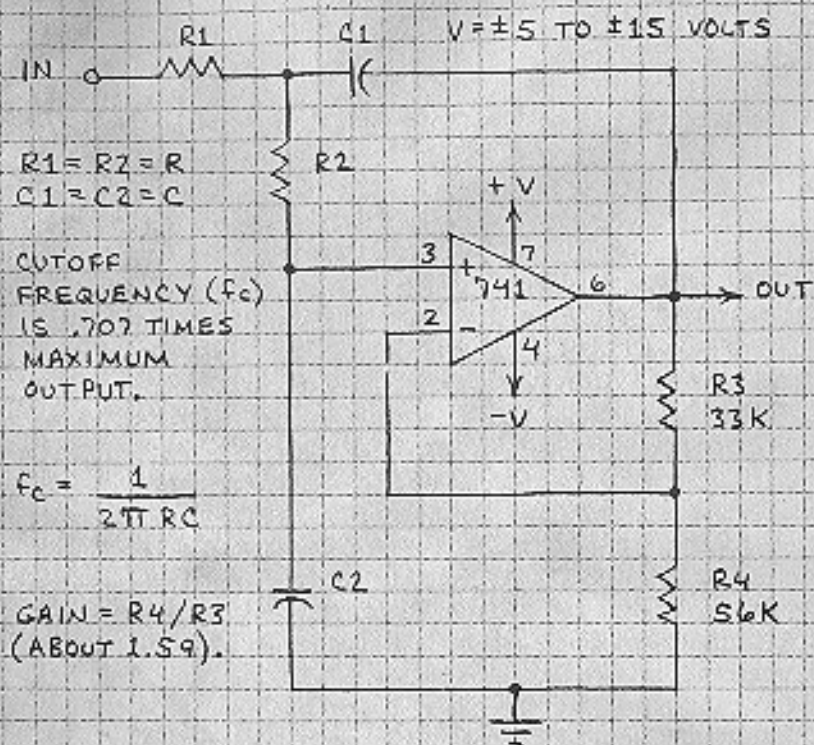 R1
C1
V = ±5 TO ±15 VOLTS
IN
R1 = R2 = R
C1 = C2 = C
R2
+V
CUTOFF
FREQUENCY (fc)
IS .707 TIMES
MAXIMUM
OUTPUT.
3
+
7
741
6
OUT
2
-
4
-V
R3
33K
fc = 1
2π RC
C2
R4
56K
GAIN = R4/R3
(ABOUT 1.59).